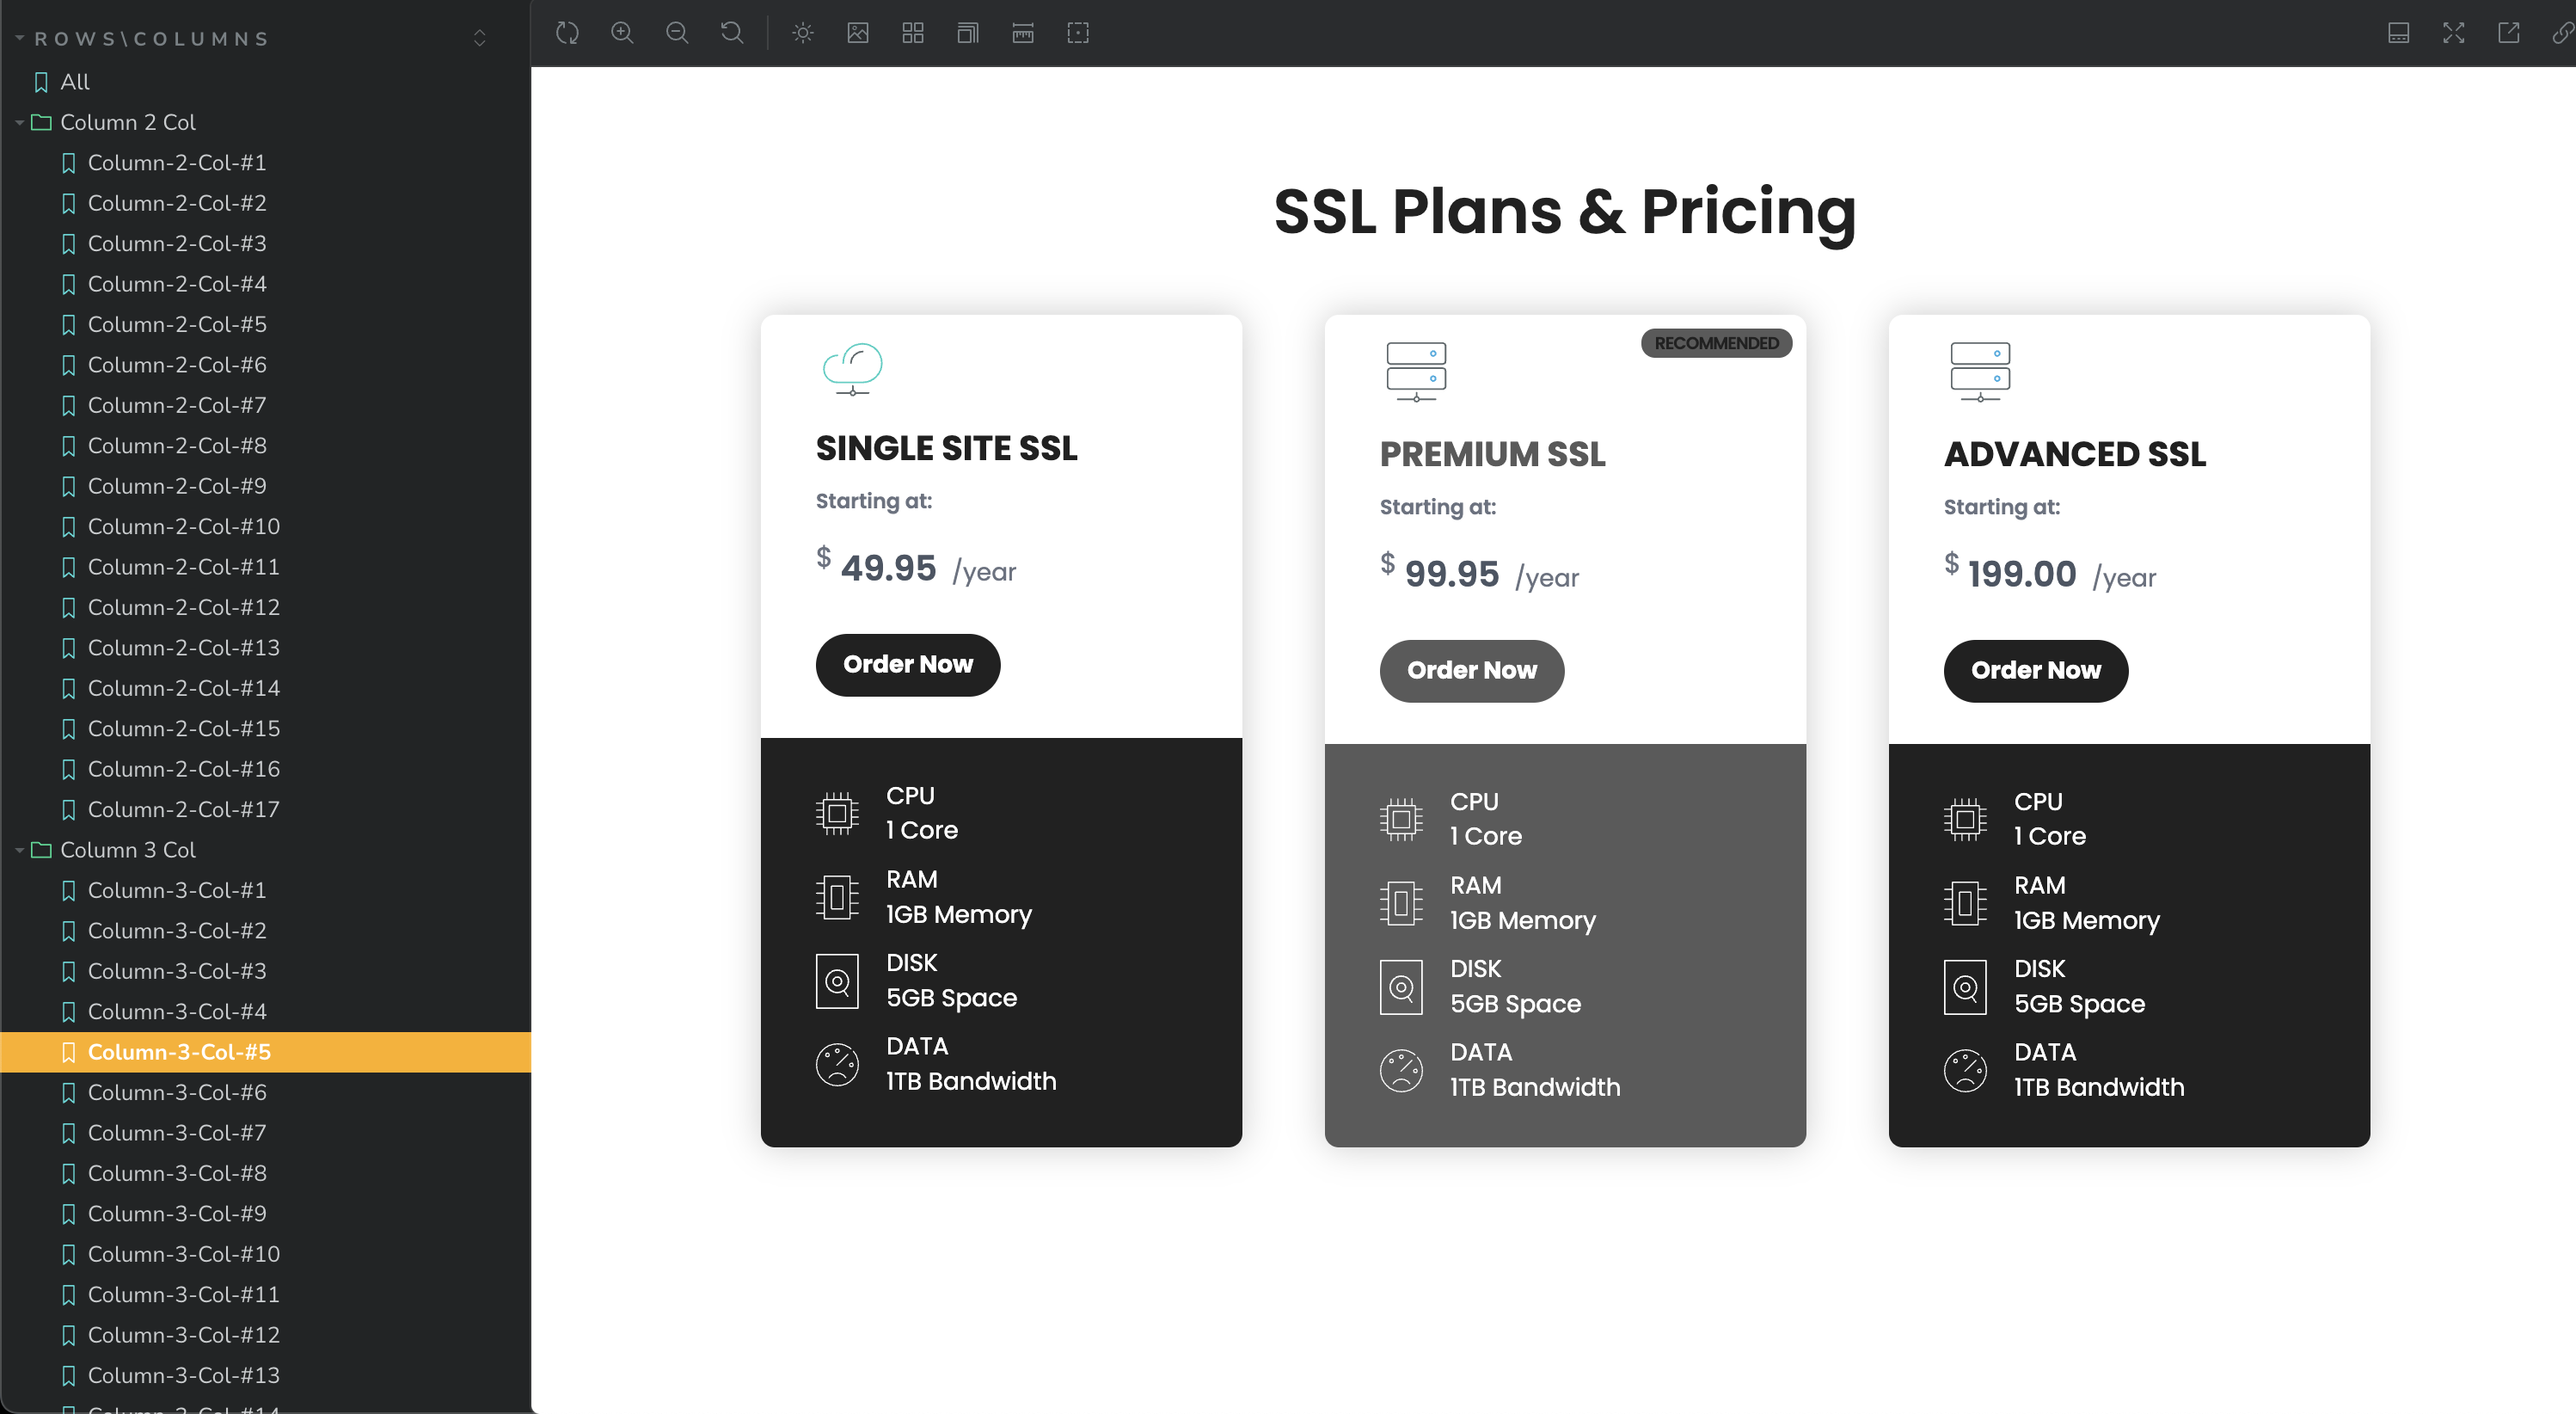 ROWS\COLUMNS
All
Column 2 Col
Column-2-Col-#1
Column-2-Col-#2
Column-2-Col-#3
Column-2-Col-#4
Column-2-Col-#5
Column-2-Col-#6
Column-2-Col-#7
Column-2-Col-#8
Column-2-Col-#9
Column-2-Col-#10
Column-2-Col-#11
Column-2-Col-#12
Column-2-Col-#13
Column-2-Col-#14
Column-2-Col-#15
Column-2-Col-#16
Column-2-Col-#17
Column 3 Col
Column-3-Col-#1
Column-3-Col-#2
Column-3-Col-#3
Column-3-Col-#4
Column-3-Col-#5
Column-3-Col-#6
Column-3-Col-#7
Column-3-Col-#8
Column-3-Col-#9
Column-3-Col-#10
Column-3-Col-#11
Column-3-Col-#12
Column-3-Col-#13
Column-3-Col-#14
SSL Plans & Pricing
SINGLE SITE SSL
Starting at:
$ 49.95 /year
Order Now
CPU
1 Core
RAM
1GB Memory
DISK
5GB Space
DATA
1TB Bandwidth
RECOMMENDED
PREMIUM SSL
Starting at:
$ 99.95 /year
Order Now
CPU
1 Core
RAM
1GB Memory
DISK
5GB Space
DATA
1TB Bandwidth
ADVANCED SSL
Starting at:
$ 199.00 /year
Order Now
CPU
1 Core
RAM
1GB Memory
DISK
5GB Space
DATA
1TB Bandwidth